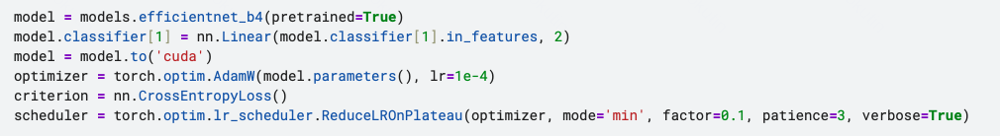 model = models.efficientnet_b4(pretrained=True)
model.classifier[1] = nn.Linear(model.classifier[1].in_features, 2)
model = model.to('cuda')
optimizer = torch.optim.AdamW(model.parameters(), lr=1e-4)
criterion = nn.CrossEntropyLoss()
scheduler = torch.optim.lr_scheduler.ReduceLROnPlateau(optimizer, mode='min', factor=0.1, patience=3, verbose=True)